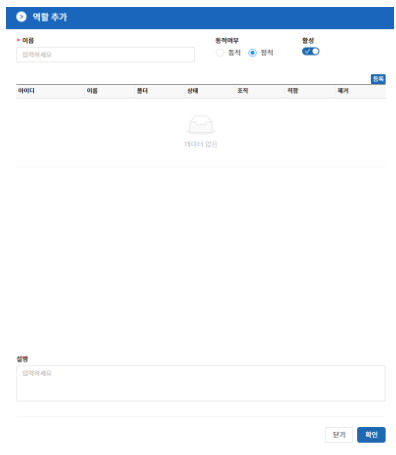 역할 추가
* 이름
동적여부
활성
입력하세요
동적
정적
등록
아이디
이름
폴더
상태
조직
직함
제거
데이터 없음
설명
입력하세요
닫기
확인